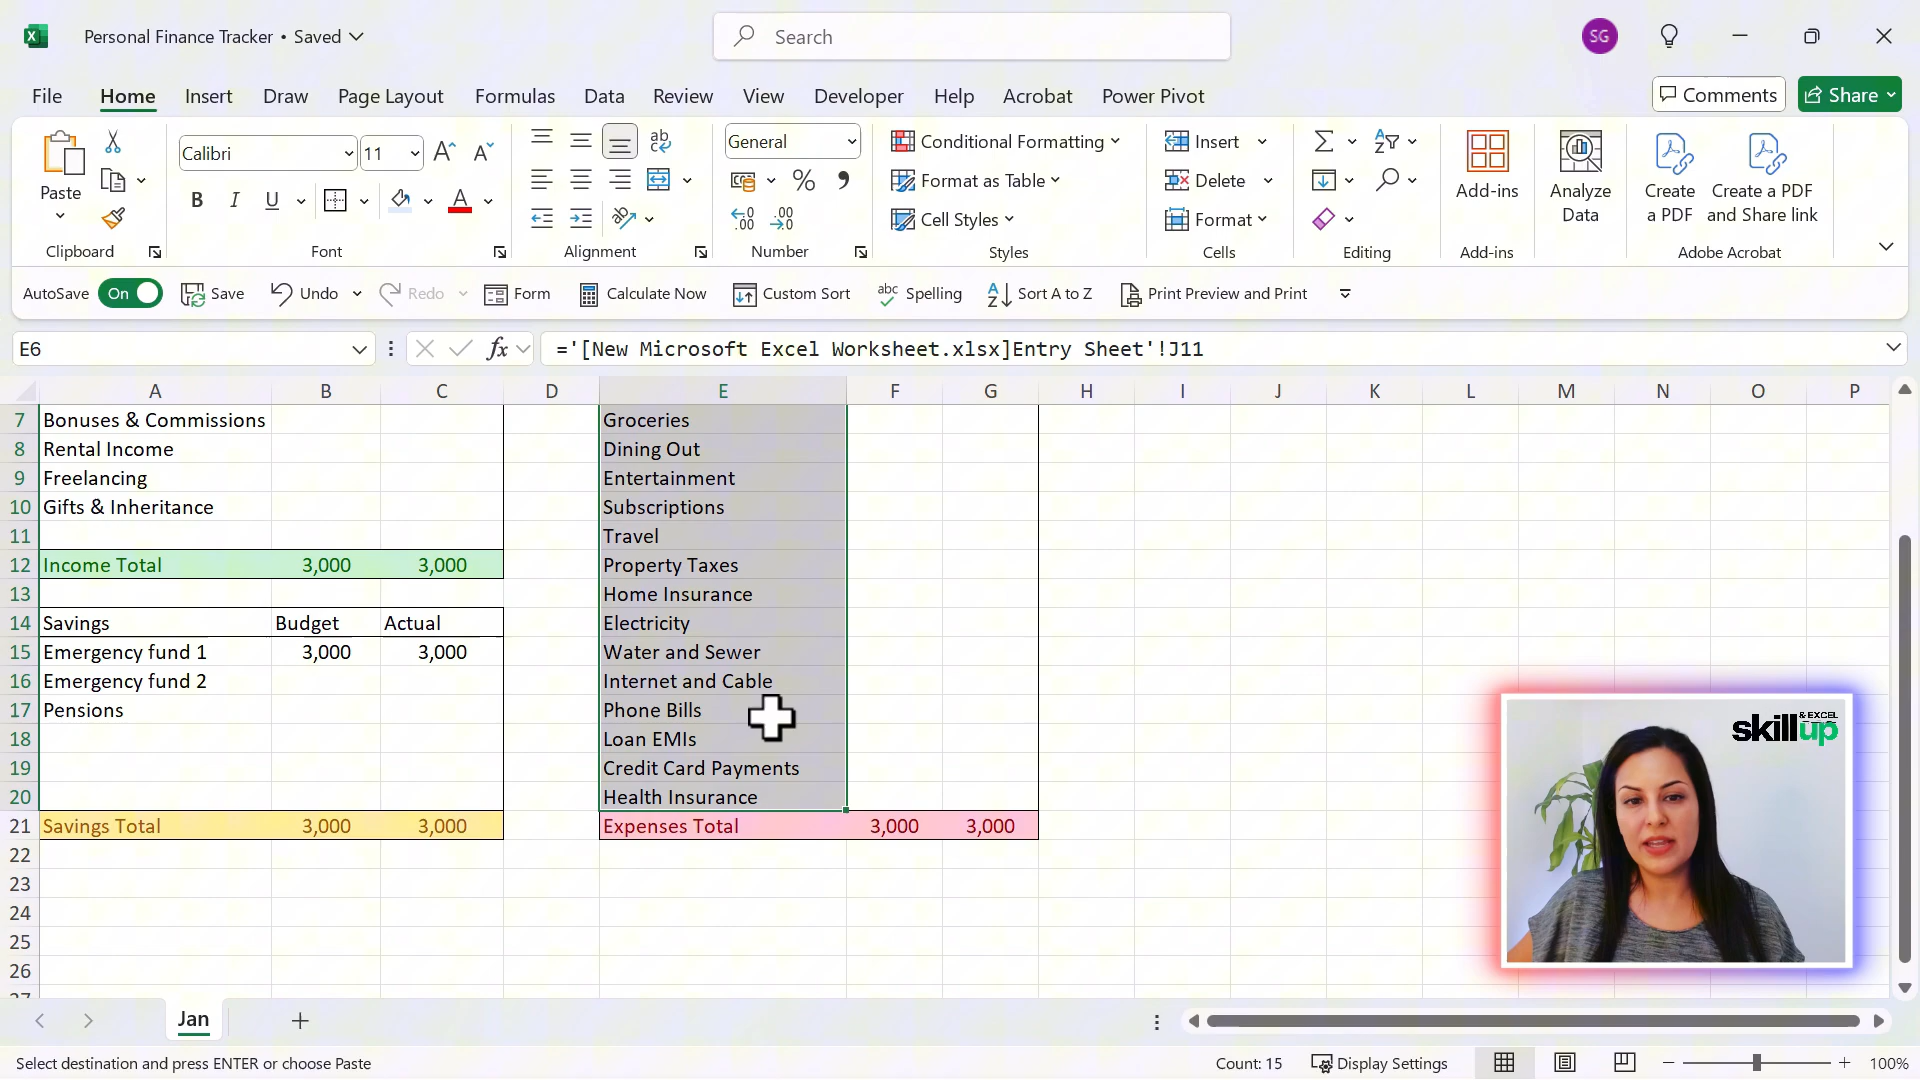 Personal Finance Tracker • Saved
Search
SG
File Home Insert Draw Page Layout Formulas Data Review View Developer Help Acrobat Power Pivot
Comments
Share
Paste
Clipboard
Calibri
11
B I U
A
Font
ab
Alignment
General
%
.00
.00
Number
Conditional Formatting
Format as Table
Cell Styles
Styles
Insert
Delete
Format
Cells
Editing
Add-ins
Add-ins
Analyze
Data
Create
a PDF
Create a PDF
and Share link
Adobe Acrobat
AutoSave On Save Undo Redo Form Calculate Now Custom Sort Spelling Sort A to Z Print Preview and Print
E6
fx
='[New Microsoft Excel Worksheet.xlsx]Entry Sheet'!J11
A B C D E F G H I J K L M N O P
7 Bonuses & Commissions Groceries
8 Rental Income Dining Out
9 Freelancing Entertainment
10 Gifts & Inheritance Subscriptions
11 Travel
12 Income Total 3,000 3,000 Property Taxes
13 Home Insurance
14 Savings Budget Actual Electricity
15 Emergency fund 1 3,000 3,000 Water and Sewer
16 Emergency fund 2 Internet and Cable
17 Pensions Phone Bills
18 Loan EMIs
19 Credit Card Payments
20 Health Insurance
21 Savings Total 3,000 3,000 Expenses Total 3,000 3,000
22
23
24
25
26
27
skillup
& EXCEL
Jan
Select destination and press ENTER or choose Paste
Count: 15
Display Settings
100%